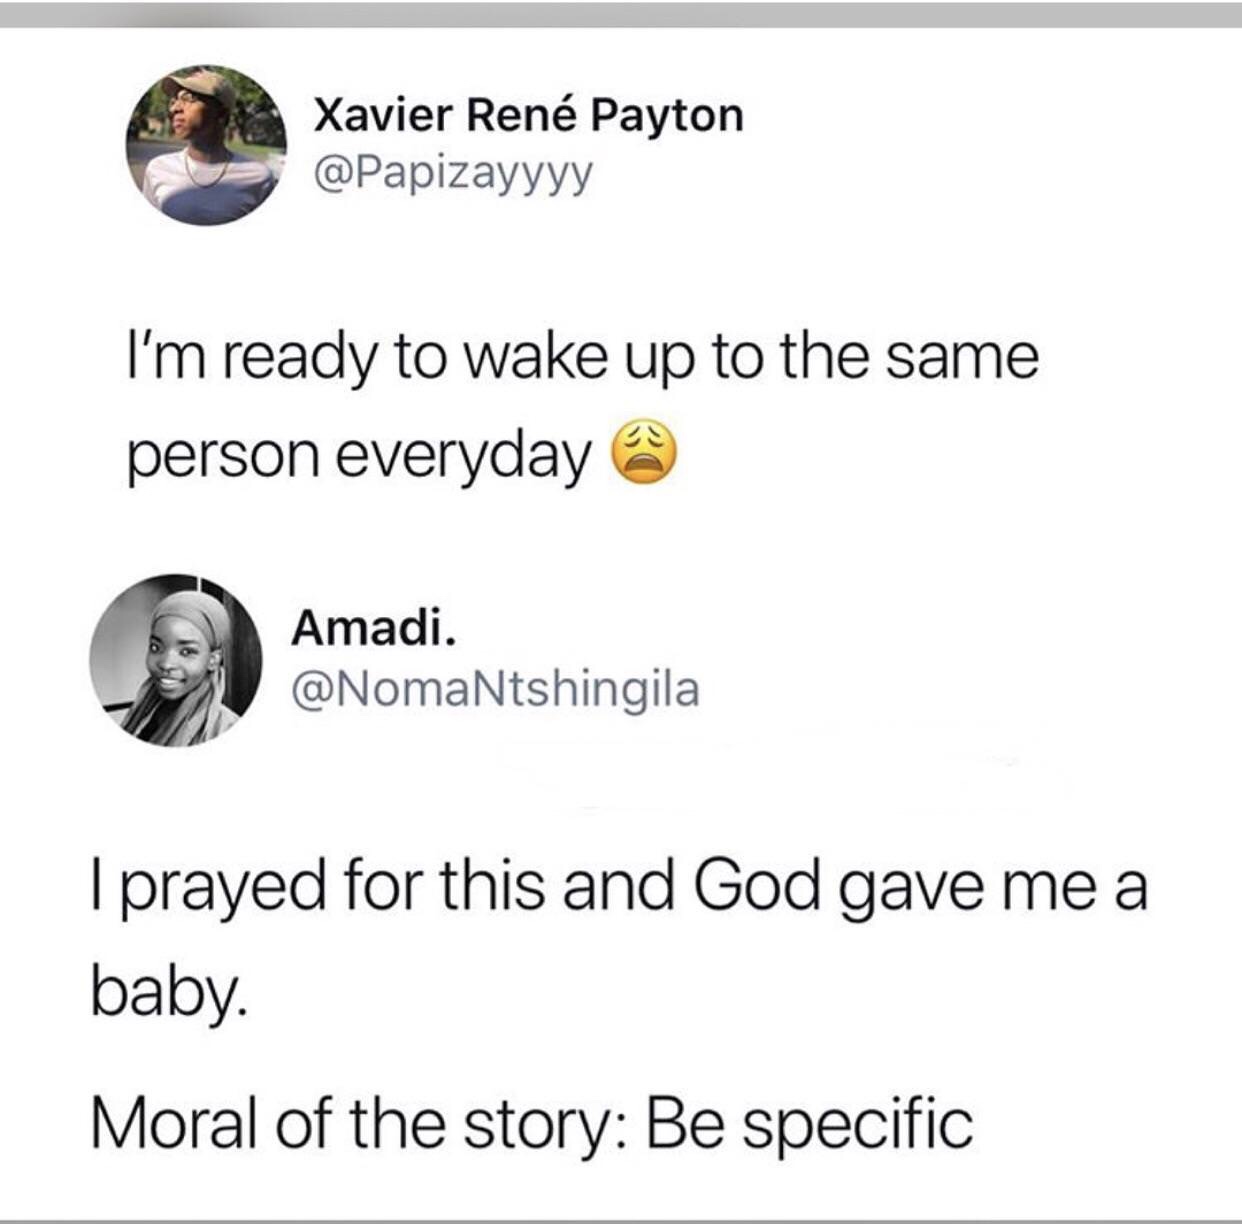 Xavier René Payton
@Papizayyyy
I'm ready to wake up to the same
person everyday 😩
Amadi.
@NomaNtshingila
I prayed for this and God gave me a
baby.
Moral of the story: Be specific